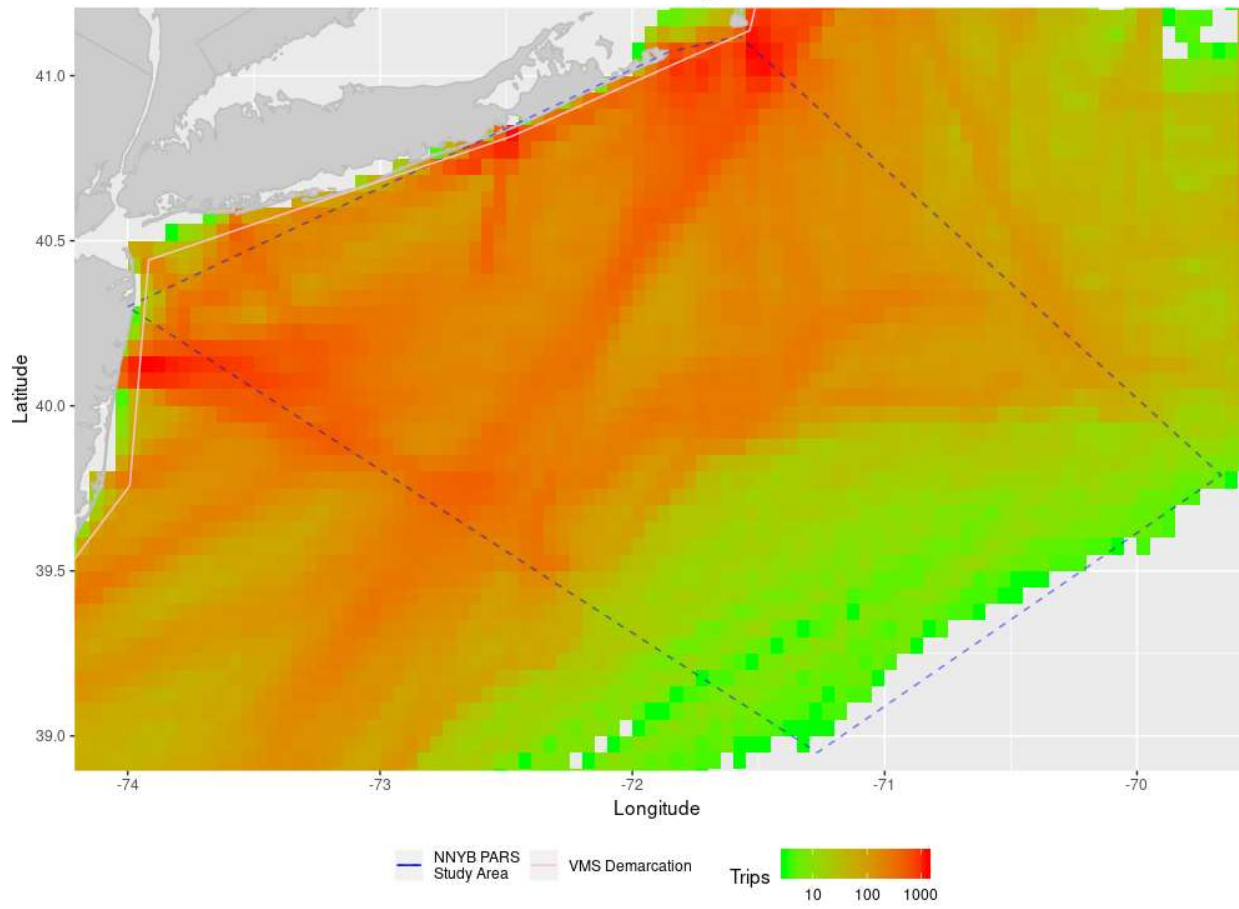 41.0
40.5
40.0
39.5
39.0
Latitude
-74
-73
-72
-71
-70
Longitude
NNYB PARS
Study Area
VMS Demarcation
Trips
10
100
1000